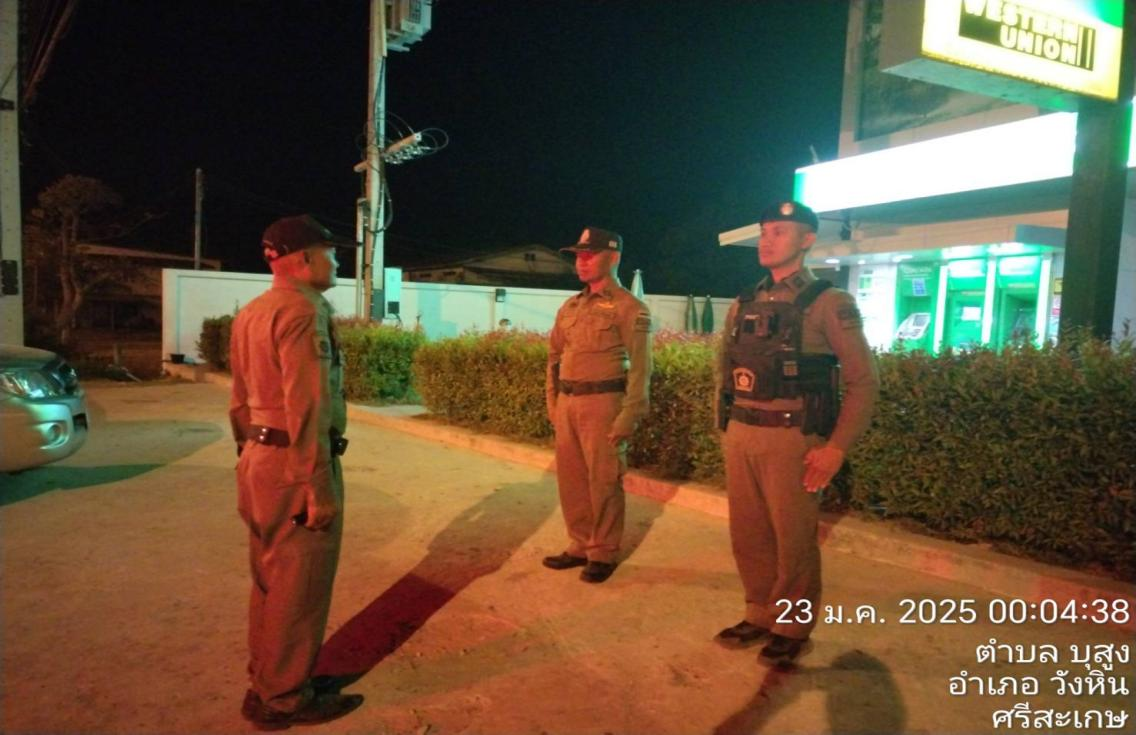 WESTERN
UNION
23 ม.ค. 2025 00:04:38
ตำบล บุสูง
อำเภอ วังหิน
ศรีสะเกษ